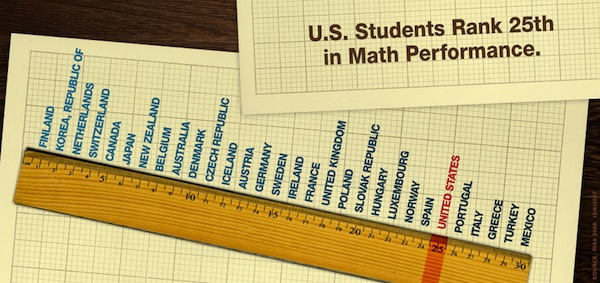 U.S. Students Rank 25th
in Math Performance.
FINLAND
KOREA, REPUBLIC OF
NETHERLANDS
SWITZERLAND
CANADA
JAPAN
NEW ZEALAND
BELGIUM
AUSTRALIA
DENMARK
CZECH REPUBLIC
ICELAND
AUSTRIA
GERMANY
SWEDEN
IRELAND
FRANCE
UNITED KINGDOM
POLAND
SLOVAK REPUBLIC
HUNGARY
LUXEMBOURG
NORWAY
SPAIN
UNITED STATES
PORTUGAL
ITALY
GREECE
TURKEY
MEXICO
5
10
15
20
25
30